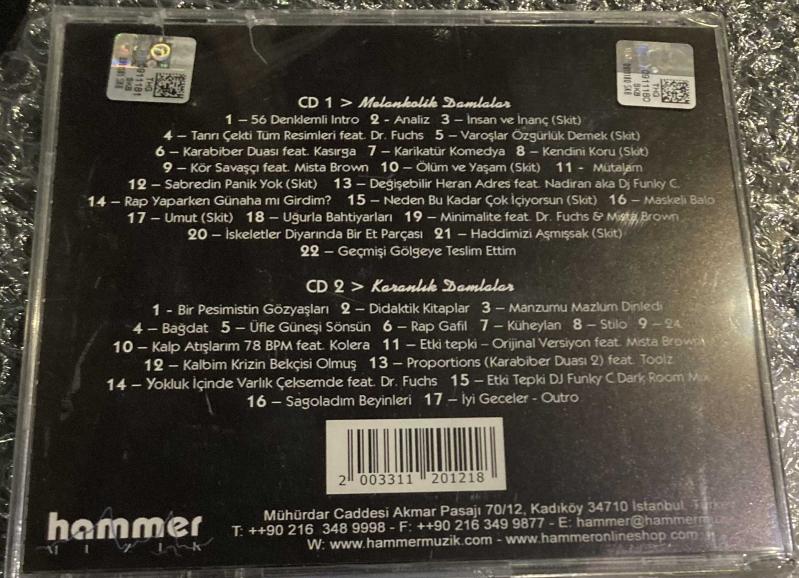 CD 1 > Melankolik Damlalar
1 – 56 Denklemli Intro 2 - Analiz 3 – İnsan ve İnanç (Skit)
4 – Tanrı Çekti Tüm Resimleri feat. Dr. Fuchs 5 – Varoşlar Özgürlük Demek (Skit)
6 – Karabiber Duası feat. Kasırga 7 – Karikatür Komedya 8 – Kendini Koru (Skit)
9 – Kör Savaşçı feat. Mista Brown 10 – Ölüm ve Yaşam (Skit) 11 - Mütalam
12 – Sabredin Panik Yok (Skit) 13 – Değişebilir Heran Adres feat. Nadiran aka Dj Funky C.
14 – Rap Yaparken Günaha mı Girdim? 15 – Neden Bu Kadar Çok İçiyorsun (Skit) 16 – Maskeli Balo
17 – Umut (Skit) 18 – Uğurla Bahtiyarları 19 – Minimalite feat. Dr. Fuchs & Mista Brown
20 – İskeletler Diyarında Bir Et Parçası 21 – Haddimizi Aşmışsak (Skit)
22 – Geçmişi Gölgeye Teslim Ettim
CD 2 > Karanlık Damlalar
1 - Bir Pesimistin Gözyaşları 2 – Didaktik Kitaplar 3 – Manzumu Mazlum Dinledi
4 – Bağdat 5 – Üfle Güneşi Sönsün 6 – Rap Gafil 7 – Küheylan 8 – Stilo 9 – 24
10 – Kalp Atışlarım 78 BPM feat. Kolera 11 – Etki tepki – Orijinal Versiyon feat. Mista Brown
12 – Kalbim Krizin Bekçisi Olmuş 13 – Proportions (Karabiber Duası 2) feat. Toolz
14 – Yokluk İçinde Varlık Çeksemde feat. Dr. Fuchs 15 – Etki Tepki DJ Funky C Dark Room Mix
16 – Sagoladım Beyinleri 17 – İyi Geceler - Outro
2 003311 201218
hammer
müzik
Mühürdar Caddesi Akmar Pasajı 70/12, Kadıköy 34710 İstanbul, Türkiye
T: ++90 216 348 9998 - F: ++90 216 349 9877 - E: hammer@hammermuz
W: www.hammermuzik.com - www.hammeronlineshop.com